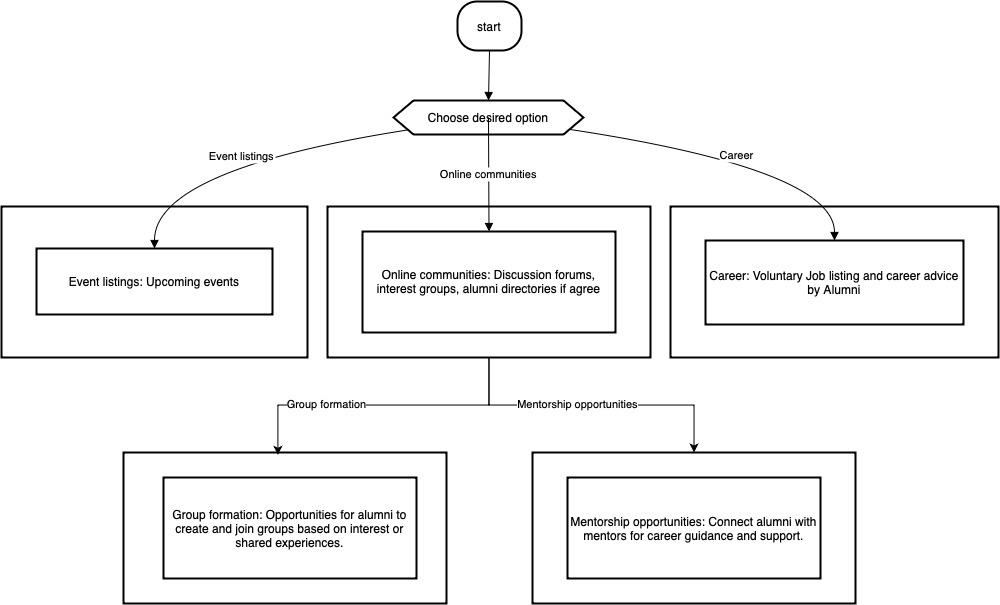 start
Choose desired option
Event listings
Online communities
Career
Event listings: Upcoming events
Online communities: Discussion forums,
interest groups, alumni directories if agree
Career: Voluntary Job listing and career advice
by Alumni
Group formation
Mentorship opportunities
Group formation: Opportunities for alumni to
create and join groups based on interest or
shared experiences.
Mentorship opportunities: Connect alumni with
mentors for career guidance and support.